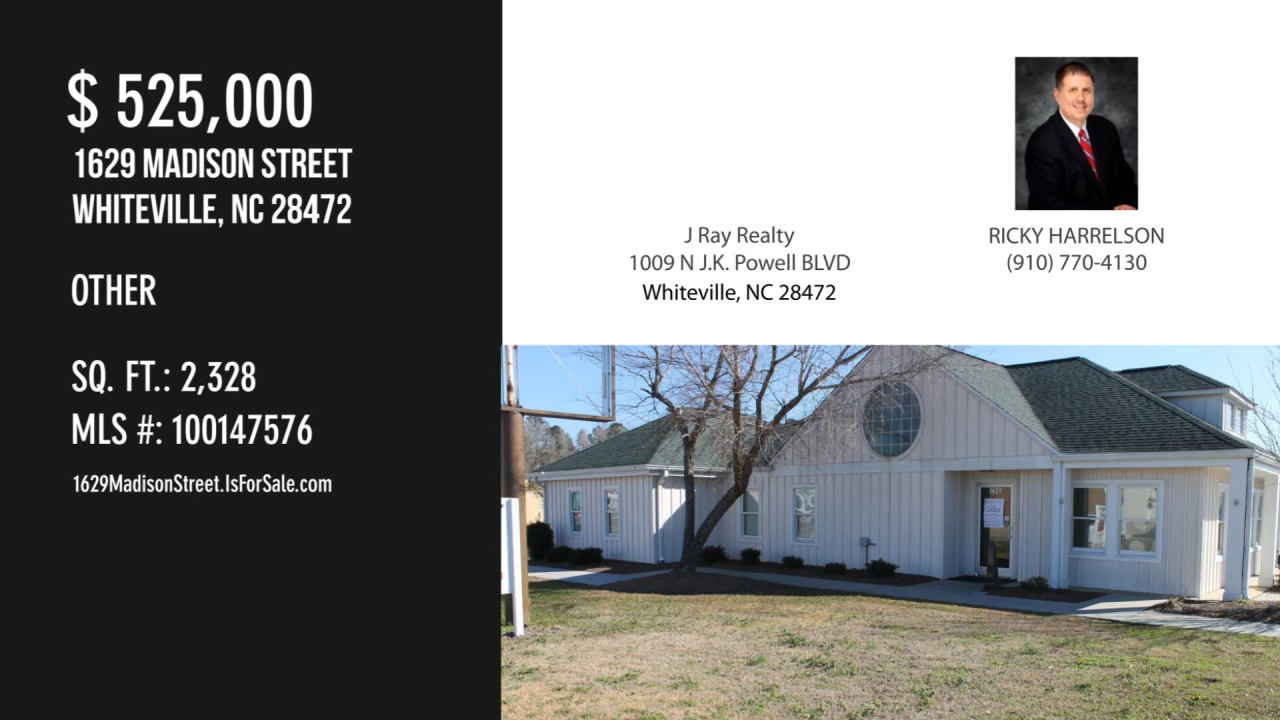 $ 525,000
1629 MADISON STREET
WHITEVILLE, NC 28472
OTHER
SQ. FT.: 2,328
MLS #: 100147576
1629MadisonStreet.IsForSale.com
J Ray Realty
1009 N J.K. Powell BLVD
Whiteville, NC 28472
RICKY HARRELSON
(910) 770-4130